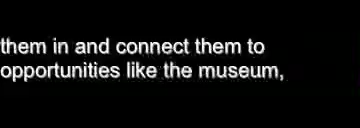 them in and connect them to
opportunities like the museum,